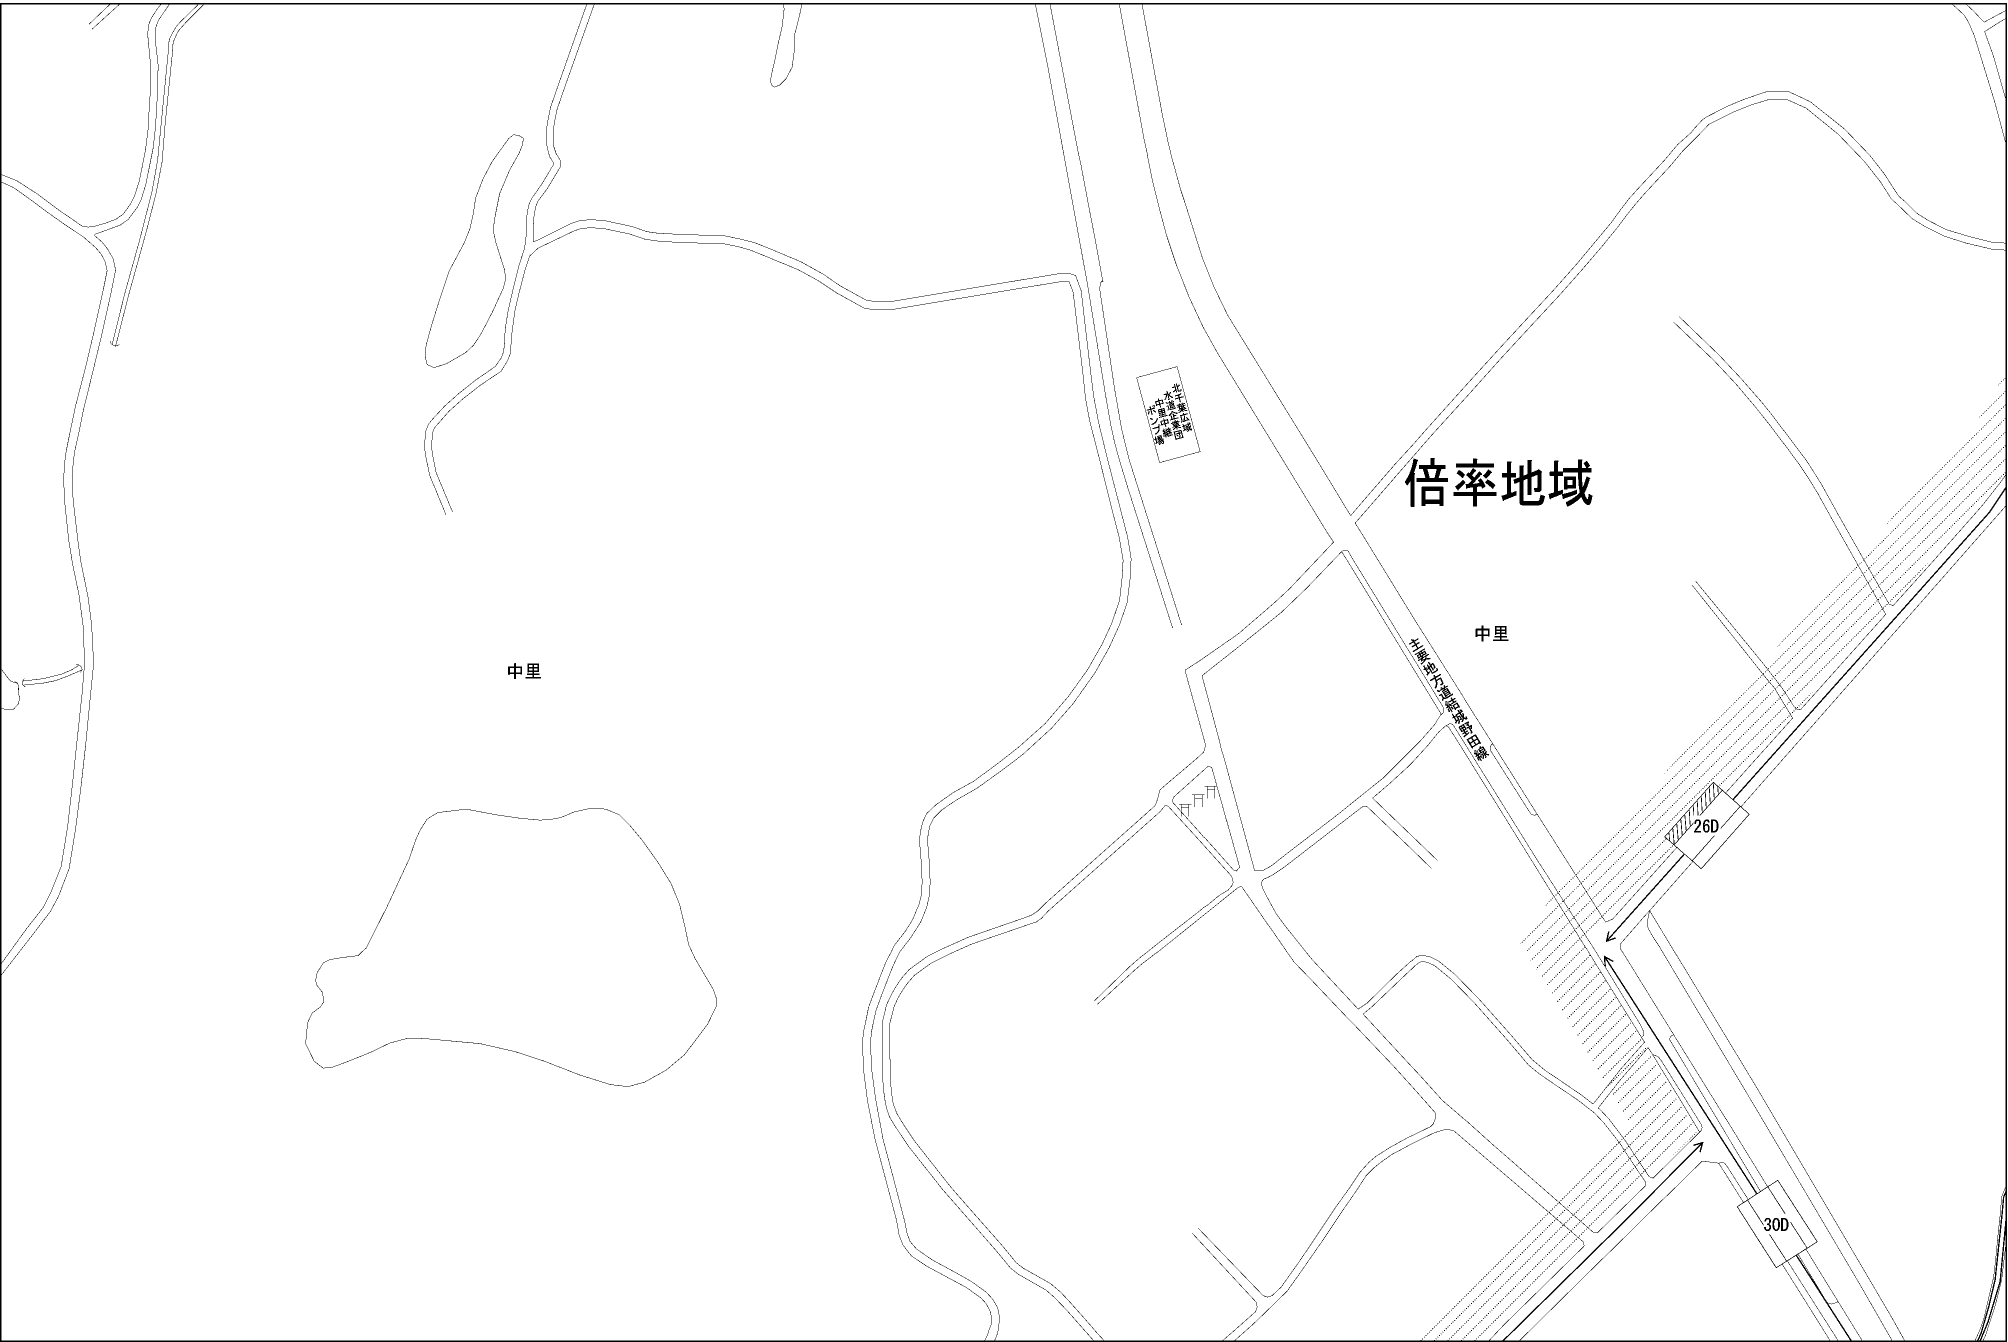 北千葉広域
水道企業団
中里中継
ポンプ場
倍率地域
中里
主要地方道結城野田線
中里
26D
30D